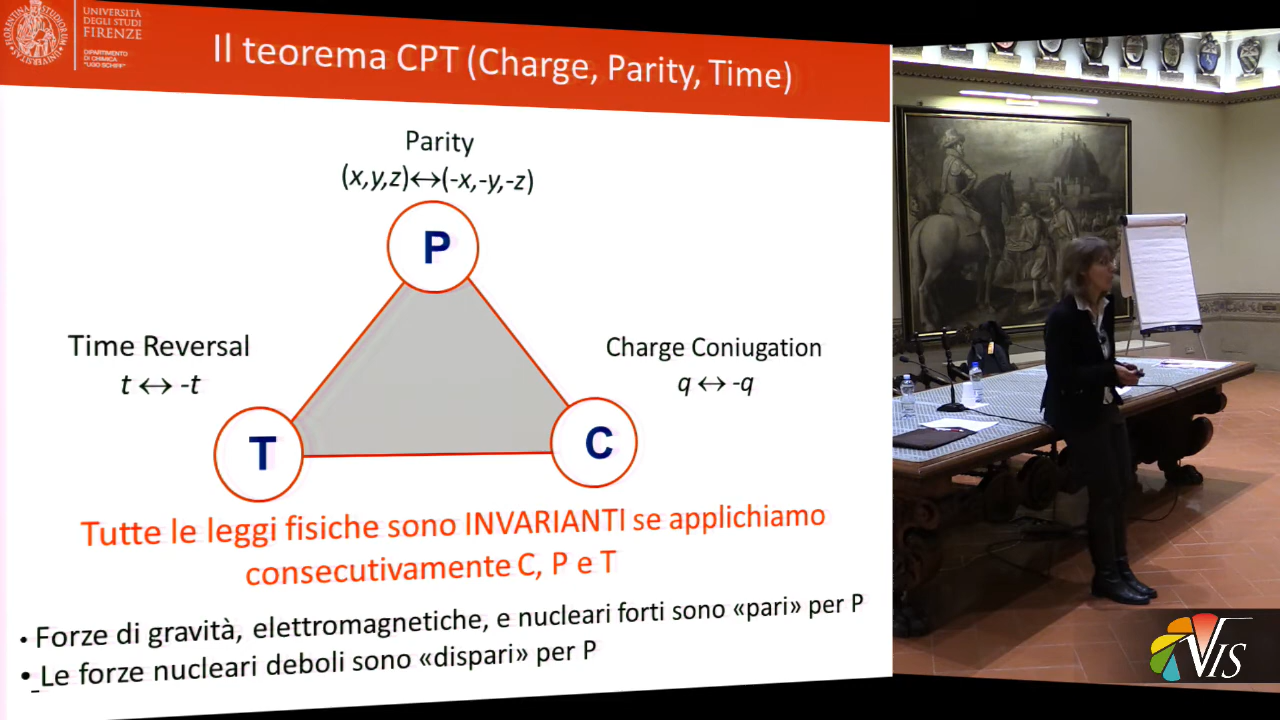 UNIVERSITÀ
DEGLI STUDI
FIRENZE
DIPARTIMENTO
DI CHIMICA
"UGO SCHIFF"
Il teorema CPT (Charge, Parity, Time)
Parity
(x,y,z)↔(-x,-y,-z)
P
Time Reversal
t ↔ -t
Charge Coniugation
q ↔ -q
T
C
Tutte le leggi fisiche sono INVARIANTI se applichiamo
consecutivamente C, P e T
• Forze di gravità, elettromagnetiche, e nucleari forti sono «pari» per P
• Le forze nucleari deboli sono «dispari» per P
VIS